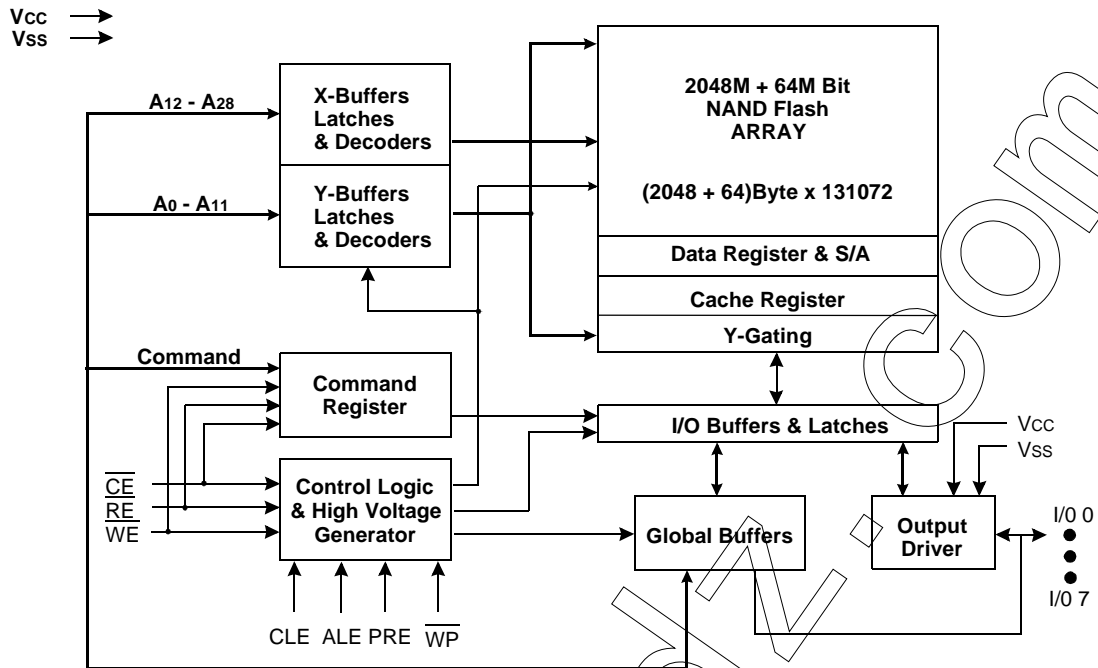 VCC
VSS
A12 - A28
X-Buffers
Latches
& Decoders
A0 - A11
Y-Buffers
Latches
& Decoders
2048M + 64M Bit
NAND Flash
ARRAY
(2048 + 64)Byte x 131072
Data Register & S/A
Cache Register
Y-Gating
Command
Command
Register
I/O Buffers & Latches
VCC
VSS
CE
RE
WE
Control Logic
& High Voltage
Generator
Global Buffers
Output
Driver
I/0 0
I/0 7
CLE
ALE
PRE
WP
z.com